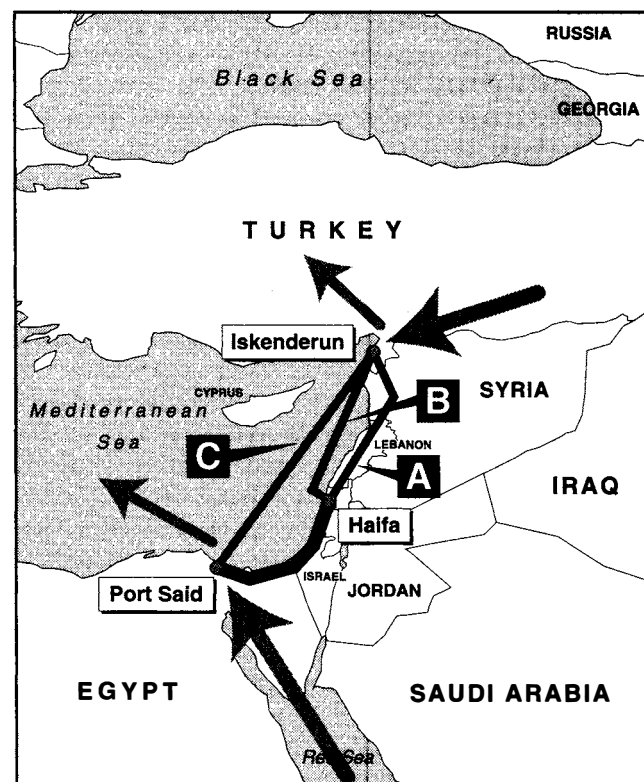 RUSSIA
Black Sea
GEORGIA
TURKEY
Iskenderun
CYPRUS
SYRIA
B
Mediterranean
Sea
LEBANON
C
A
IRAQ
Haifa
ISRAEL
Port Said
JORDAN
EGYPT
SAUDI ARABIA
Red Sea